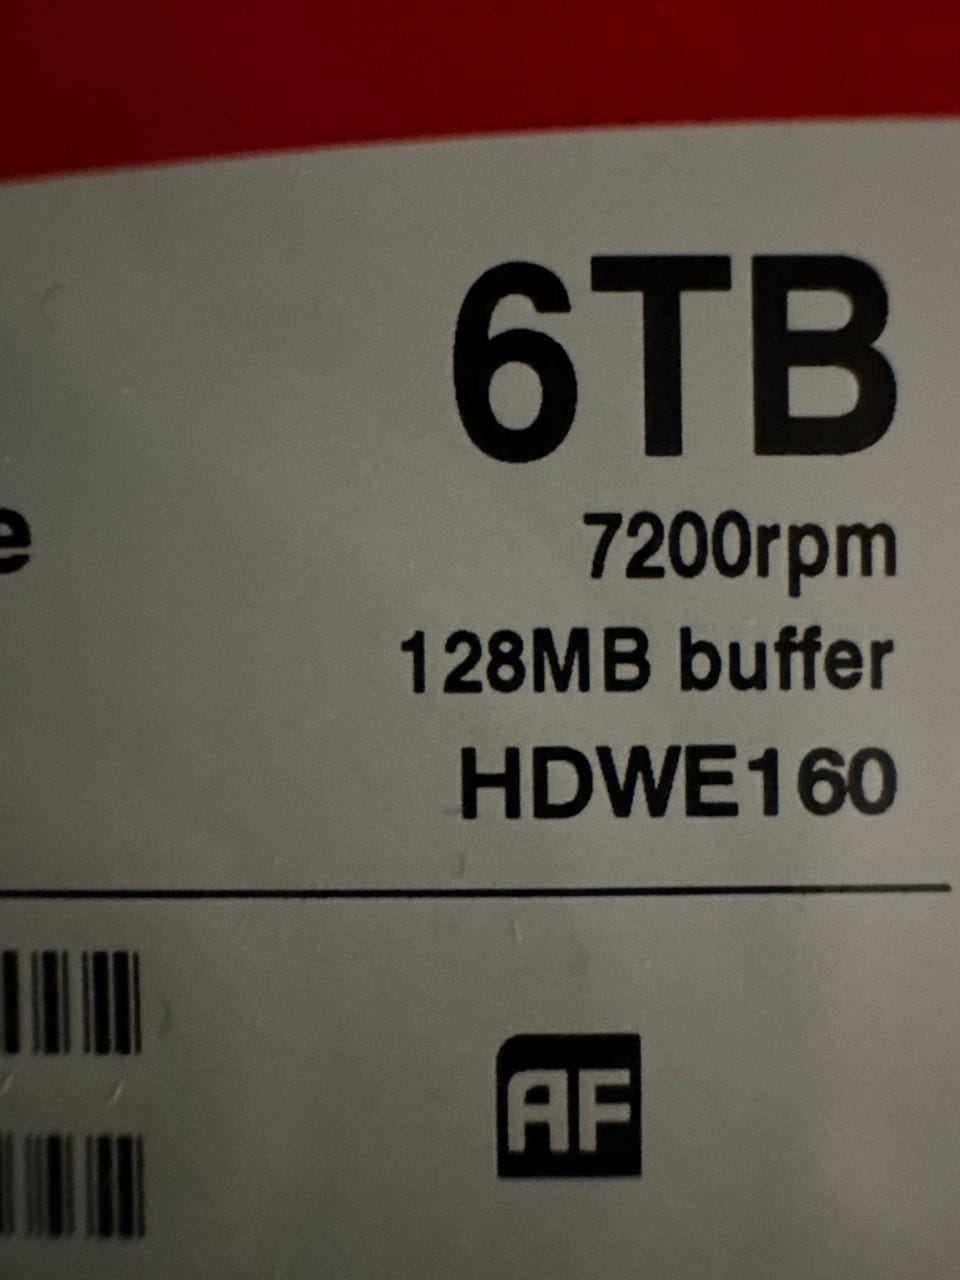 6TB
e
7200rpm
128MB buffer
HDWE160
AF